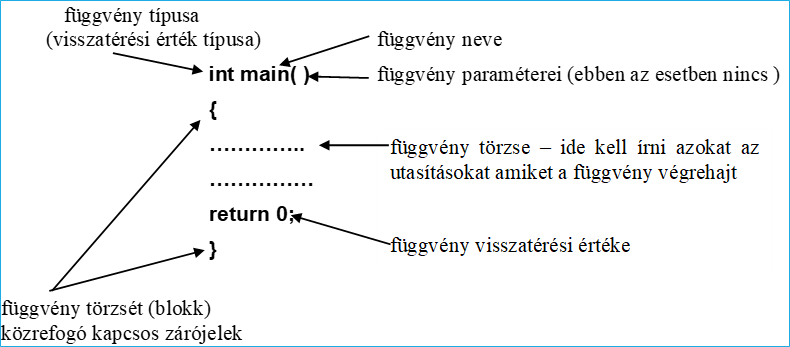 függvény típusa
(visszatérési érték típusa)
függvény neve
int main( )
függvény paraméterei (ebben az esetben nincs )
{
…………..
függvény törzse – ide kell írni azokat az
utasításokat amiket a függvény végrehajt
……………
return 0;
függvény visszatérési értéke
}
függvény törzsét (blokk)
közrefogó kapcsos zárójelek